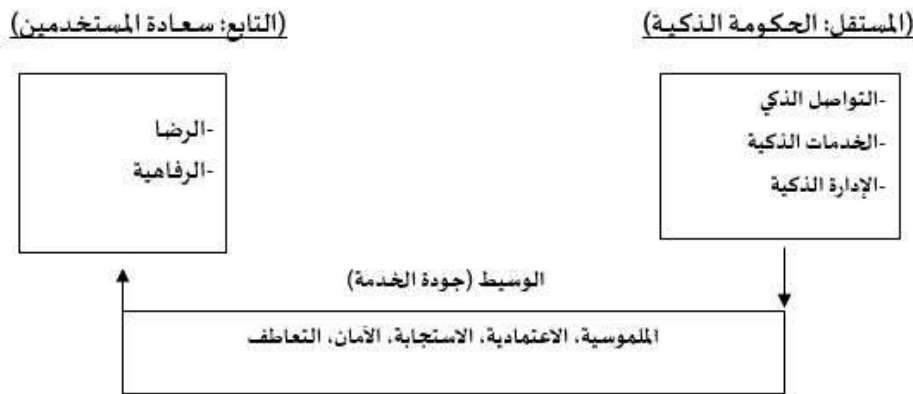 (المستقل: الحكومة الذكية)
(التابع: سعادة المستخدمين)
-التواصل الذكي
-الخدمات الذكية
-الإدارة الذكية
-الرضا
-الرفاهية
الوسيط (جودة الخدمة)
الملموسية، الاعتمادية، الاستجابة، الأمان، التعاطف